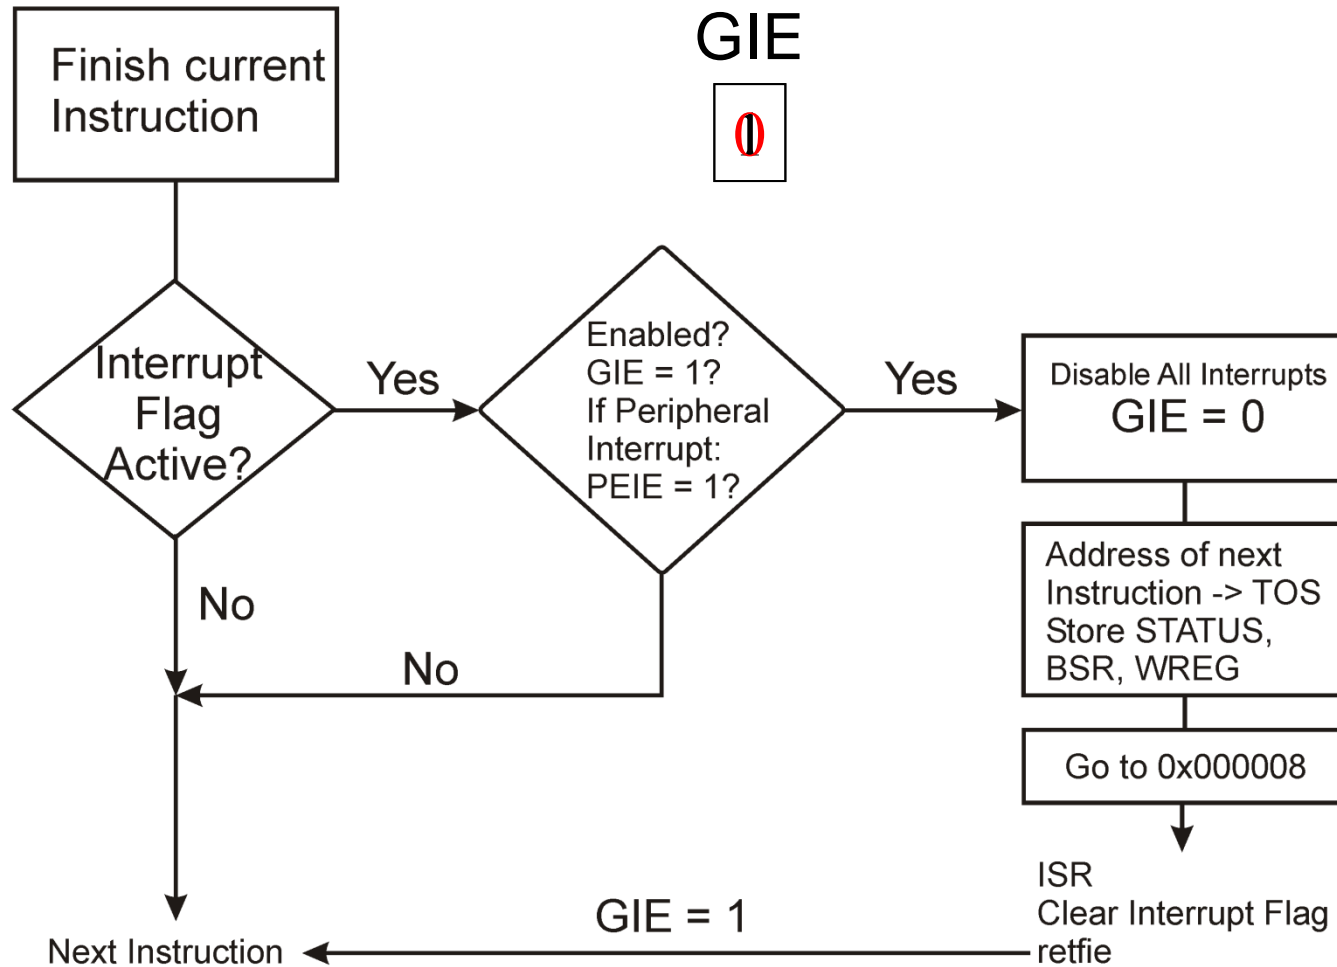 Finish current
Instruction
GIE
Interrupt
Flag
Active?
Yes
Enabled?
GIE = 1?
If Peripheral
Interrupt:
PEIE = 1?
Yes
Disable All Interrupts
GIE = 0
Address of next
Instruction -> TOS
Store STATUS,
BSR, WREG
No
No
Go to 0x000008
ISR
Clear Interrupt Flag
retfie
GIE = 1
Next Instruction